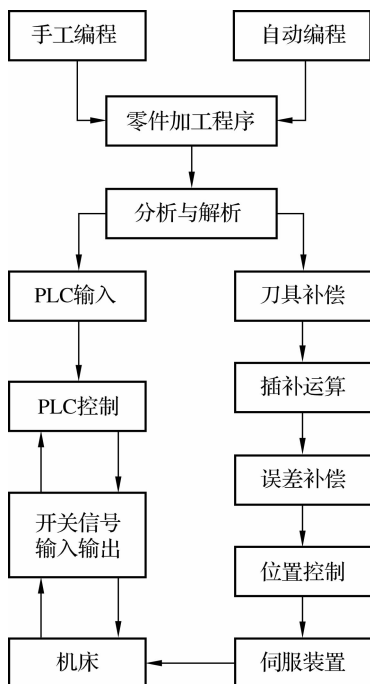 手工编程
自动编程
零件加工程序
分析与解析
PLC输入
刀具补偿
插补运算
PLC控制
误差补偿
开关信号
输入输出
位置控制
机床
伺服装置